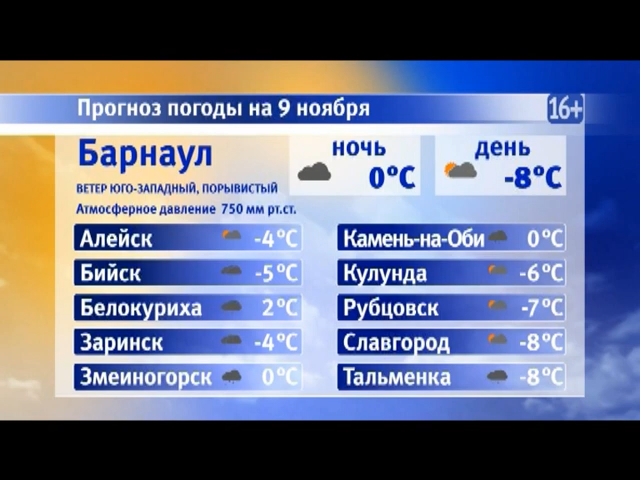 Прогноз погоды на 9 ноября 16+
Барнаул
ночь
0°C
день
-8°C
ВЕТЕР ЮГО-ЗАПАДНЫЙ, ПОРЫВИСТЫЙ
Атмосферное давление 750 мм рт.ст.
Алейск -4°C
Бийск -5°C
Белокуриха 2°C
Заринск -4°C
Змеиногорск 0°C
Камень-на-Оби 0°C
Кулунда -6°C
Рубцовск -7°C
Славгород -8°C
Тальменка -8°C